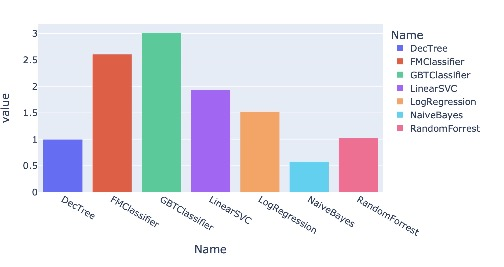 Name
DecTree
FMClassifier
GBTClassifier
LinearSVC
LogRegression
NaiveBayes
RandomForrest
3
2.5
2
1.5
1
0.5
0
value
DecTree
FMClassifier
GBTClassifier
LinearSVC
LogRegression
NaiveBayes
RandomForrest
Name